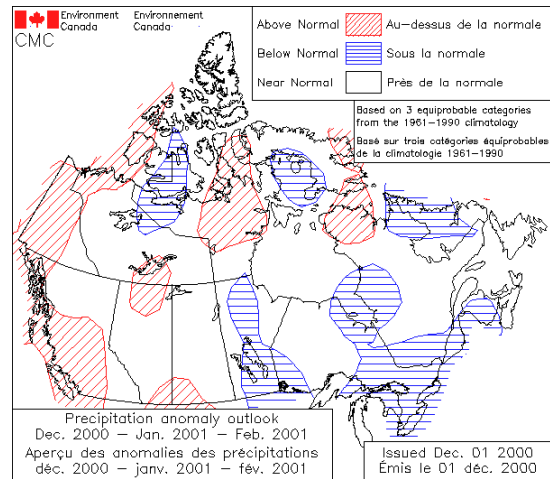 Environment Canada
Environnement Canada
CMC
Above Normal Au-dessus de la normale
Below Normal Sous la normale
Near Normal Près de la normale
Based on 3 equiprobable categories
from the 1961-1990 climatology
Basé sur trois catégories équiprobables
de la climatologie 1961-1990
Precipitation anomaly outlook
Dec. 2000 - Jan. 2001 - Feb. 2001
Aperçu des anomalies des précipitations
déc. 2000 - janv. 2001 - fév. 2001
Issued Dec. 01 2000
Émis le 01 déc. 2000